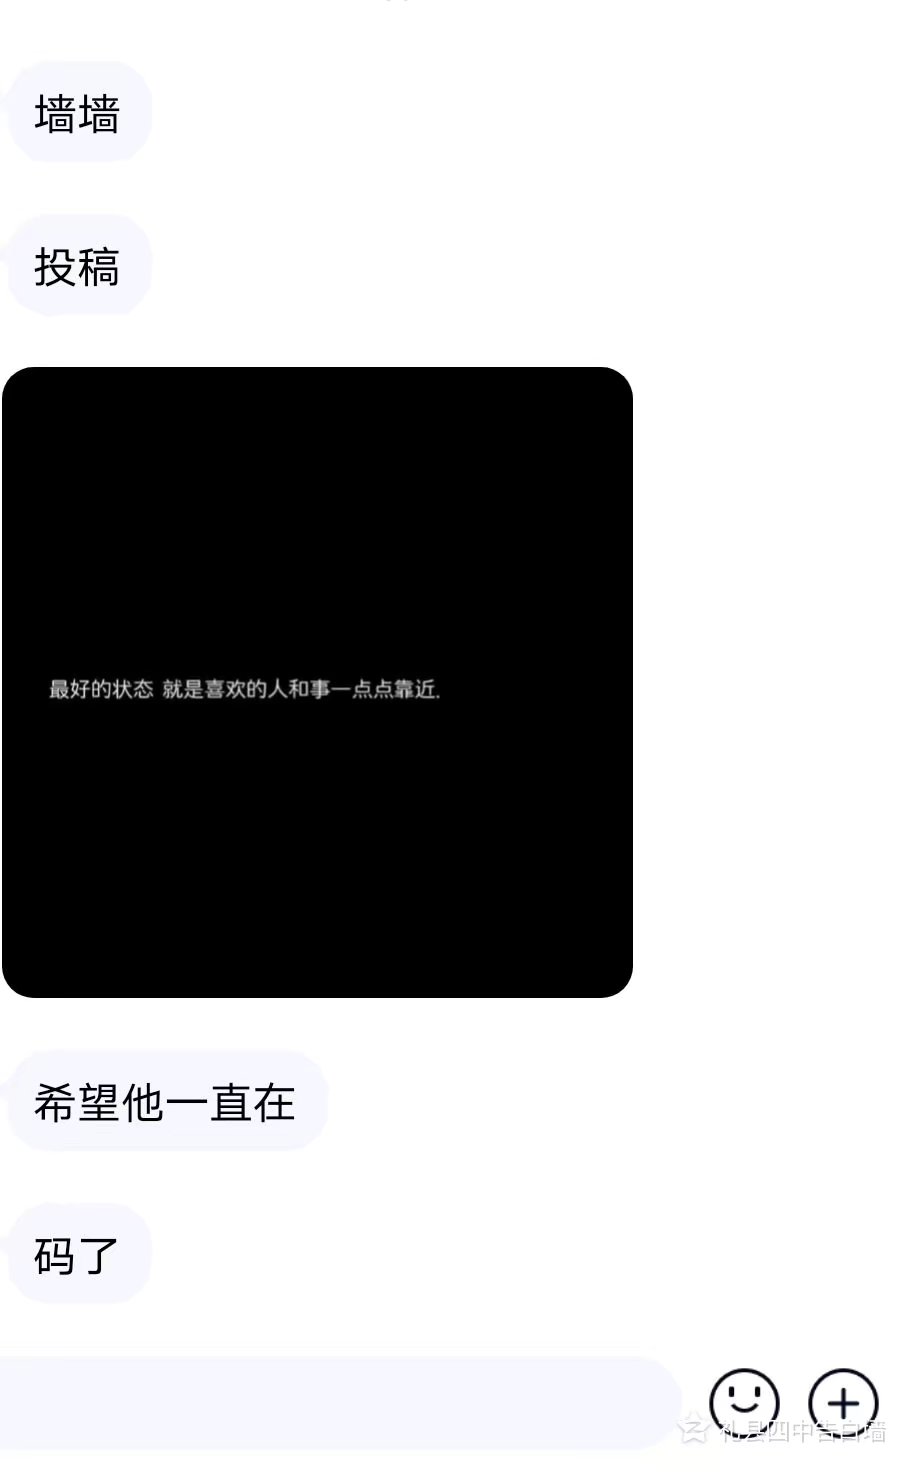 墙墙
投稿
最好的状态 就是喜欢的人和事一点点靠近.
希望他一直在
码了
礼县四中告白墙